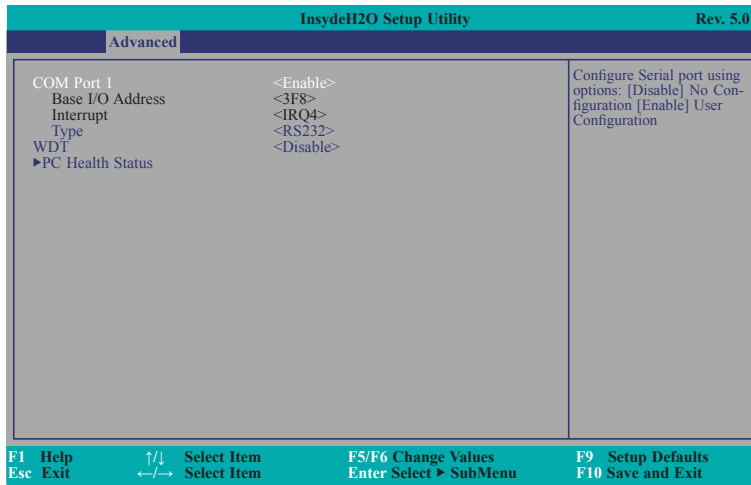 InsydeH2O Setup Utility Rev. 5.0
Advanced
COM Port 1 <Enable>
Base I/O Address <3F8>
Interrupt <IRQ4>
Type <RS232>
WDT <Disable>
►PC Health Status
Configure Serial port using
options: [Disable] No Con-
figuration [Enable] User
Configuration
F1 Help ↑/↓ Select Item F5/F6 Change Values F9 Setup Defaults
Esc Exit ←/→ Select Item Enter Select ► SubMenu F10 Save and Exit